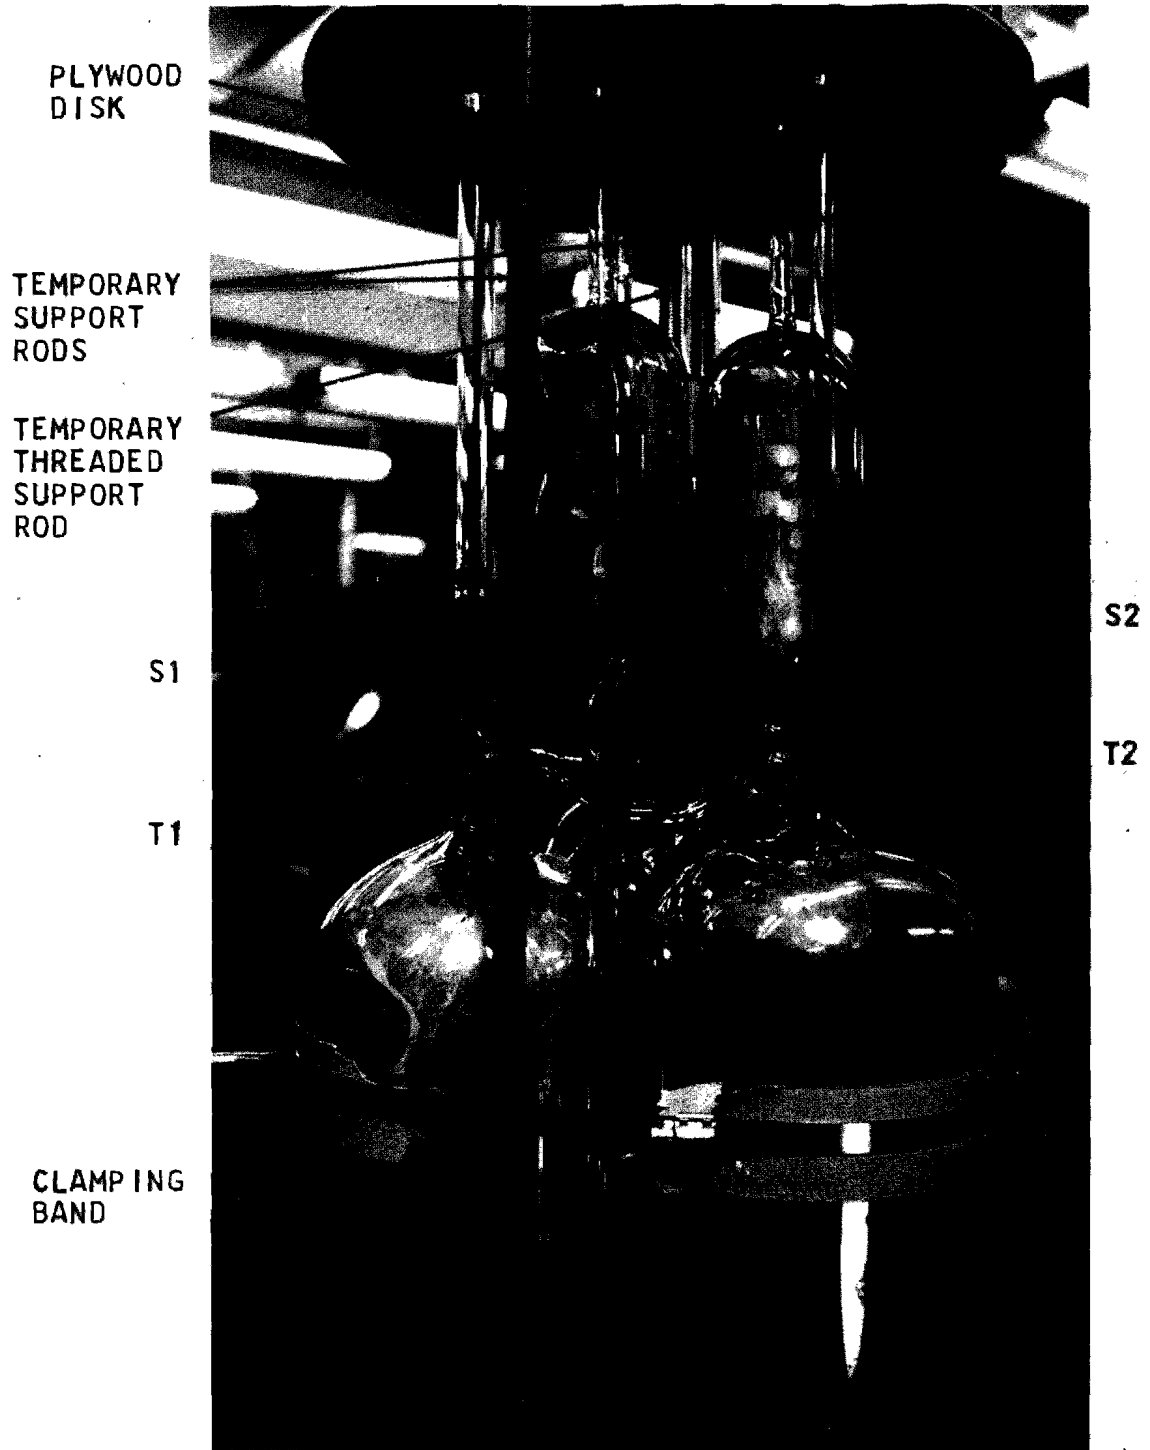 PLYWOOD
DISK
TEMPORARY
SUPPORT
RODS
TEMPORARY
THREADED
SUPPORT
ROD
S1
S2
T1
T2
CLAMPING
BAND